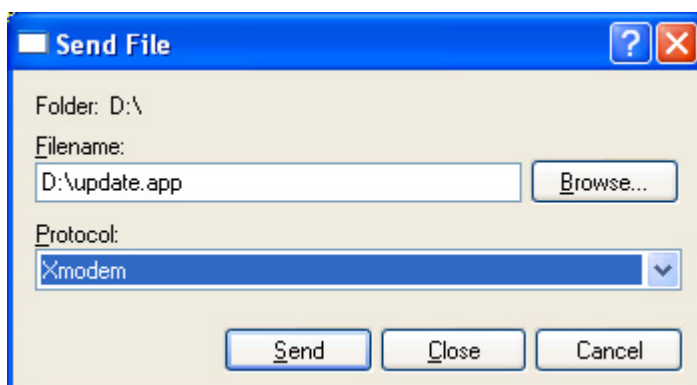 Send File
Folder: D:\
Filename:
D:\update.app
Browse...
Protocol:
Xmodem
Send
Close
Cancel